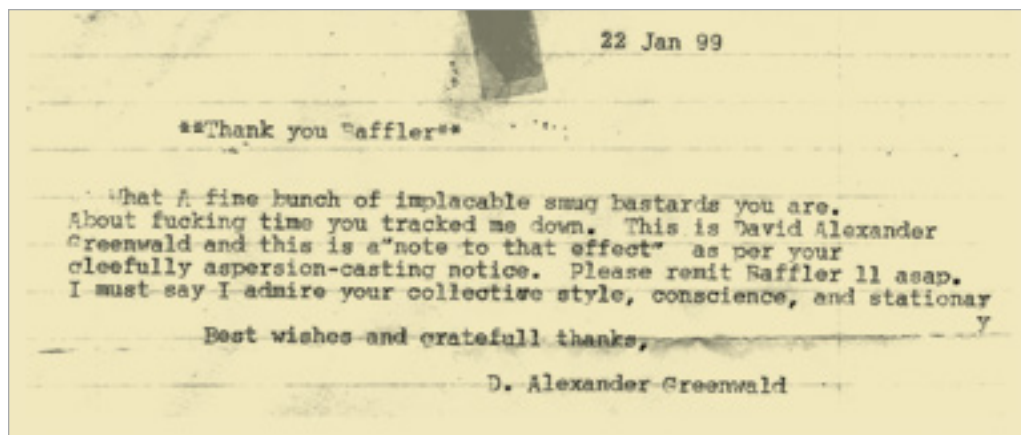 22 Jan 99
**Thank you Baffler**
What A fine bunch of implacable smug bastards you are.
About fucking time you tracked me down. This is David Alexander
Greenwald and this is a"note to that effect" as per your
gleefully aspersion-casting notice. Please remit Baffler 11 asap.
I must say I admire your collective style, conscience, and stationar
y
Best wishes and gratefull thanks,
D. Alexander Greenwald